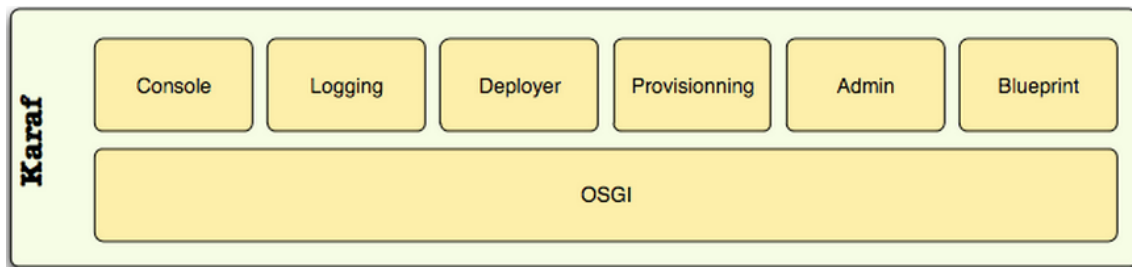 Karaf
Console
Logging
Deployer
Provisionning
Admin
Blueprint
OSGI